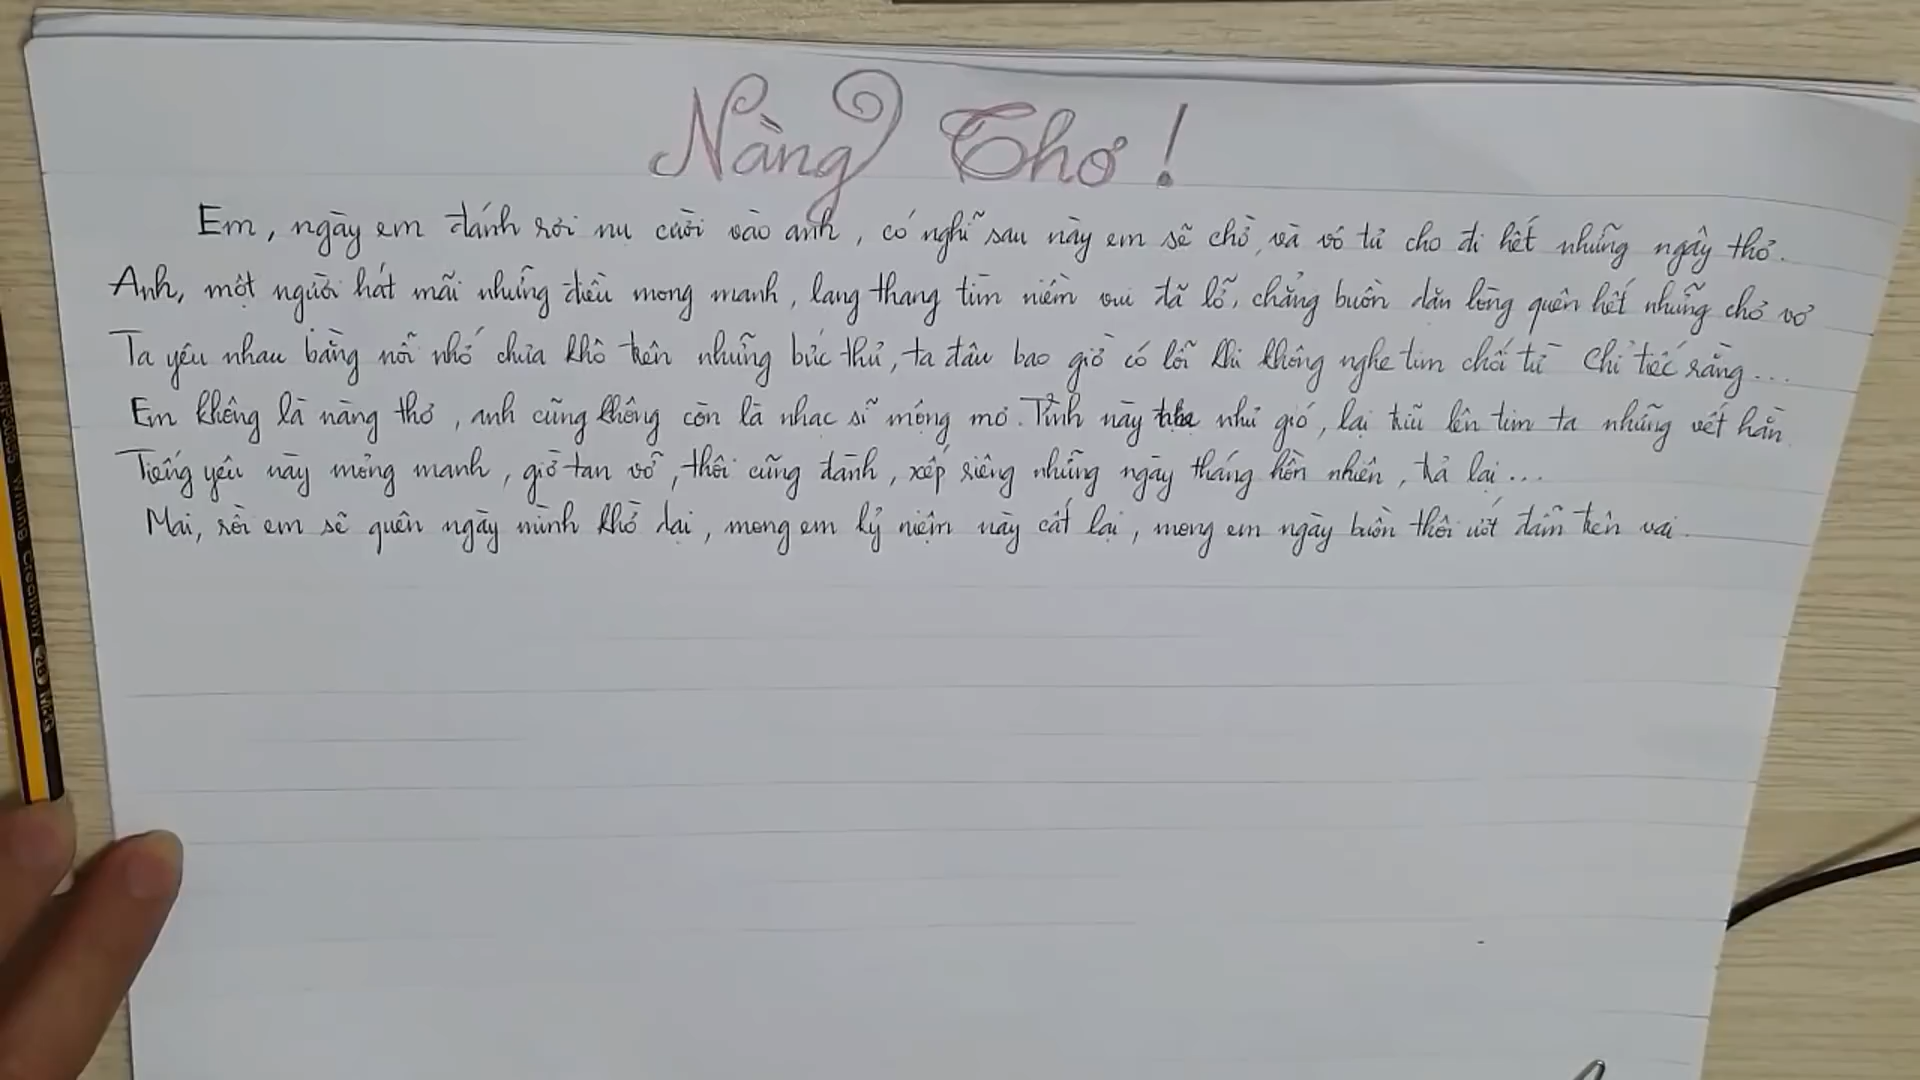 Nàng Thơ!
Em, ngày em đánh rơi nụ cười vào anh, có nghĩ sau này em sẽ chờ, và vô tư cho đi hết những ngày thơ.
Anh, một người hát mãi những điều mong manh, lang thang tìm niềm vui đã lỡ, chẳng buồn dặn lòng quên hết những chơ vơ
Ta yêu nhau bằng nỗi nhớ chưa khô trên những bức thư, ta đâu bao giờ có lỗi khi không nghe tim chối từ Chỉ tiếc rằng...
Em không là nàng thơ, anh cũng không còn là nhạc sĩ mộng mơ. Tình này như gió, lại trĩu lên tim ta những vết hằn
Tiếng yêu này mỏng manh, giờ tan vỡ, thôi cũng đành, xếp riêng những ngày tháng hồn nhiên, trả lại...
Mai, rồi em sẽ quên ngày mình khờ dại, mong em kỷ niệm này cất lại, mong em ngày buồn thôi ướt đẫm trên vai.
Writing Creativity 2B